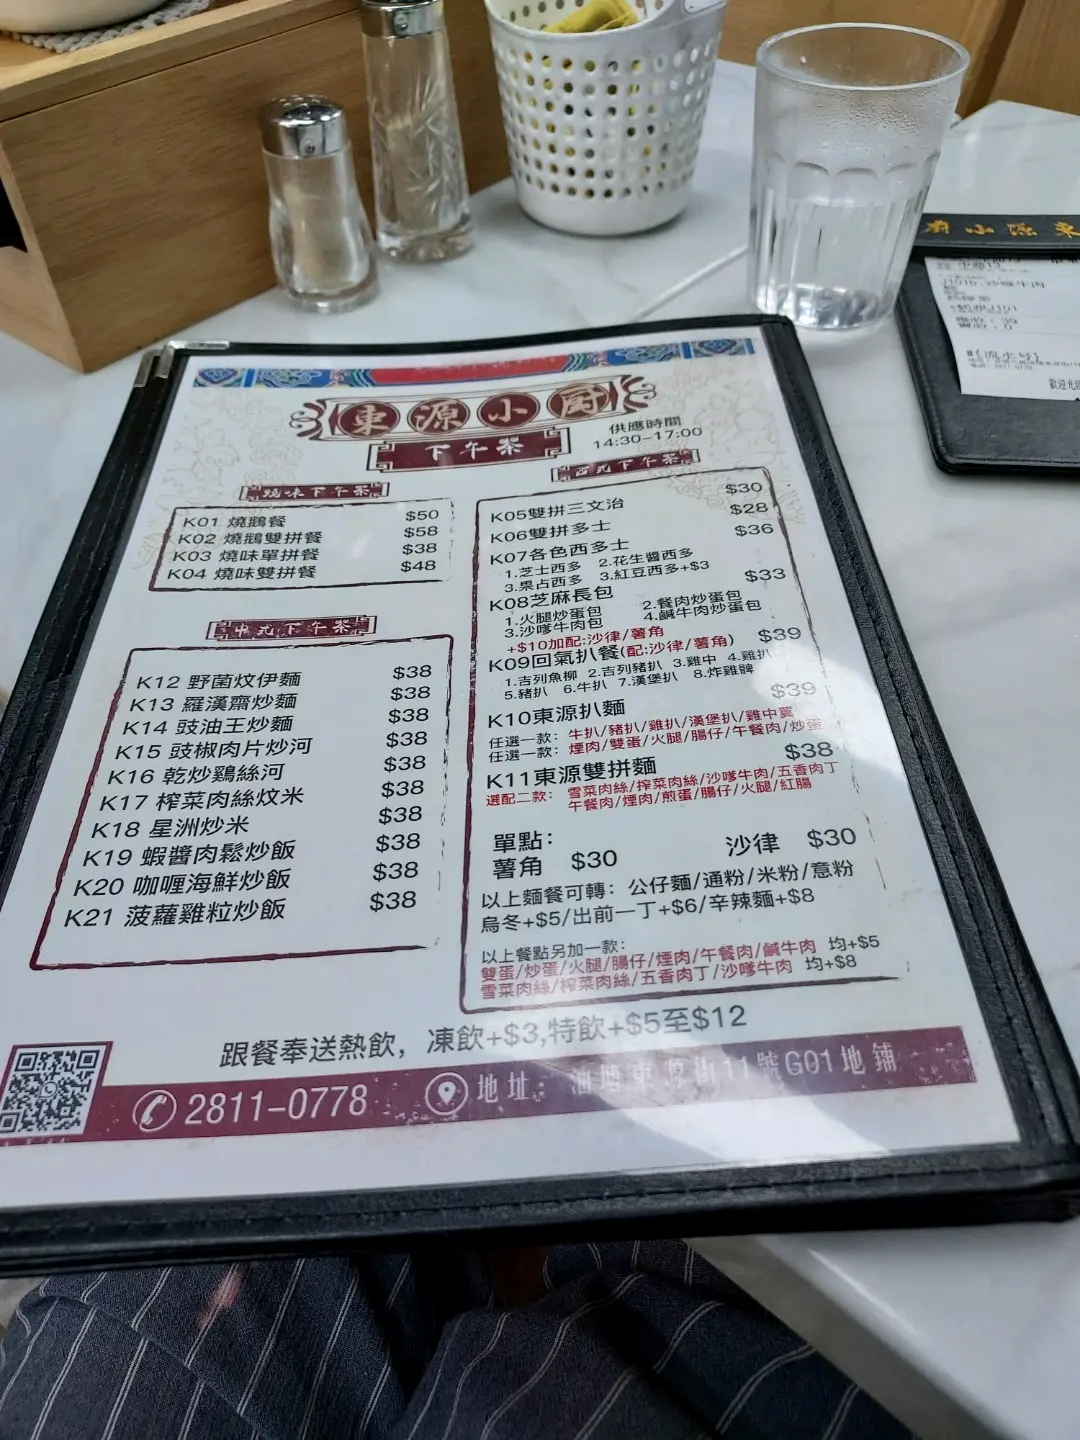 東源小厨
下午茶
供應時間
14:30-17:00
燒味下午茶
K01 燒鵝餐 $50
K02 燒鵝雙拼餐 $58
K03 燒味單拼餐 $38
K04 燒味雙拼餐 $48
中式下午茶
K12 野菌炆伊麵 $38
K13 羅漢齋炒麵 $38
K14 豉油王炒麵 $38
K15 豉椒肉片炒河 $38
K16 乾炒鷄絲河 $38
K17 榨菜肉絲炆米 $38
K18 星洲炒米 $38
K19 蝦醬肉鬆炒飯 $38
K20 咖喱海鮮炒飯 $38
K21 菠蘿雞粒炒飯 $38
西式下午茶
K05雙拼三文治 $30
K06雙拼多士 $28
K07各色西多士 $36
1.芝士西多 2.花生醬西多
3.果占西多 3.紅豆西多+$3
K08芝麻長包 $33
1.火腿炒蛋包 2.餐肉炒蛋包
3.沙嗲牛肉包 4.鹹牛肉炒蛋包
+$10加配:沙律/薯角
K09回氣扒餐(配:沙律/薯角) $39
1.吉列魚柳 2.吉列豬扒 3.雞中 4.雞扒
5.豬扒 6.牛扒 7.漢堡扒 8.炸雞髀
K10東源扒麵 $39
任選一款：牛扒/豬扒/雞扒/漢堡扒/雞中翼
任選一款：煙肉/雙蛋/火腿/腸仔/午餐肉/炒蛋
K11東源雙拼麵 $38
選配二款：雪菜肉絲/榨菜肉絲/沙嗲牛肉/五香肉丁
午餐肉/煙肉/煎蛋/腸仔/火腿/紅腸
單點：
薯角 $30 沙律 $30
以上麵餐可轉：公仔麵/通粉/米粉/意粉
烏冬+$5/出前一丁+$6/辛辣麵+$8
以上餐點另加一款：
雙蛋/炒蛋/火腿/腸仔/煙肉/午餐肉/鹹牛肉 均+$5
雪菜肉絲/榨菜肉絲/五香肉丁/沙嗲牛肉 均+$8
跟餐奉送熱飲，凍飲+$3,特飲+$5至$12
2811-0778
地址：油塘東源街11號G01地鋪
東源小厨
歡迎光